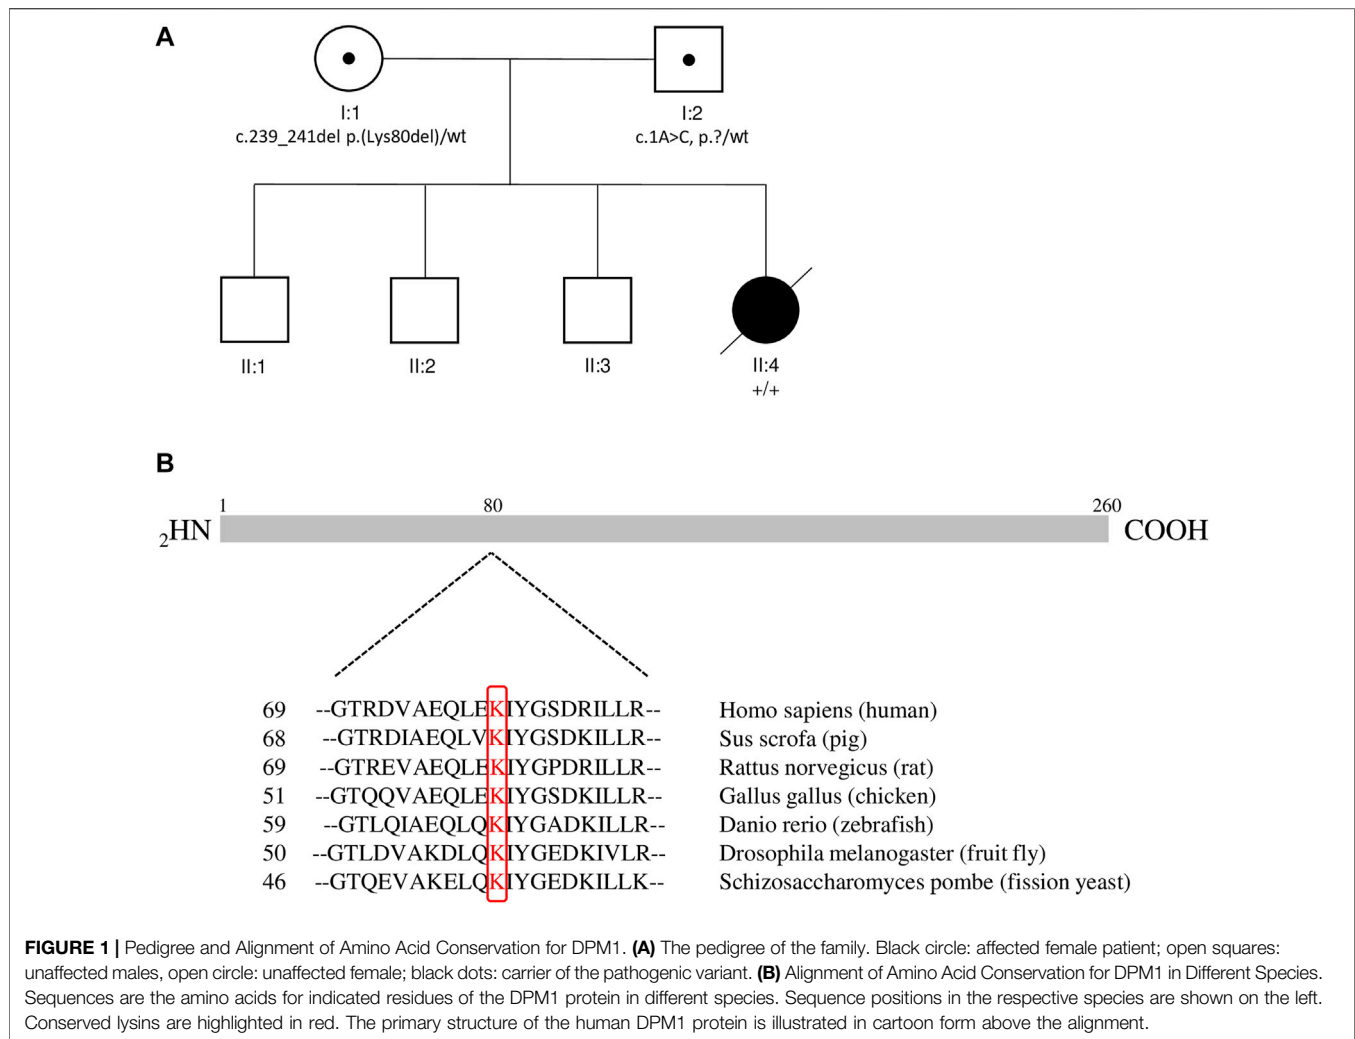 A
I:1
c.239_241del p.(Lys80del)/wt
I:2
c.1A>C, p.?/wt
II:1
II:2
II:3
II:4
+/+
B
1
80
260
₂HN
COOH
69 --GTRDVAEQLEKIYGSDRILLR-- Homo sapiens (human)
68 --GTRDIAEQLVKIYGSDKILLR-- Sus scrofa (pig)
69 --GTREVAEQLEKIYGPDRILLR-- Rattus norvegicus (rat)
51 --GTQQVAEQLEKIYGSDKILLR-- Gallus gallus (chicken)
59 --GTLQIAEQLQKIYGADKILLR-- Danio rerio (zebrafish)
50 --GTLDVAKDLQKIYGEDKIVLR-- Drosophila melanogaster (fruit fly)
46 --GTQEVAKELQKIYGEDKILLK-- Schizosaccharomyces pombe (fission yeast)
FIGURE 1 | Pedigree and Alignment of Amino Acid Conservation for DPM1. (A) The pedigree of the family. Black circle: affected female patient; open squares:
unaffected males, open circle: unaffected female; black dots: carrier of the pathogenic variant. (B) Alignment of Amino Acid Conservation for DPM1 in Different Species.
Sequences are the amino acids for indicated residues of the DPM1 protein in different species. Sequence positions in the respective species are shown on the left.
Conserved lysins are highlighted in red. The primary structure of the human DPM1 protein is illustrated in cartoon form above the alignment.